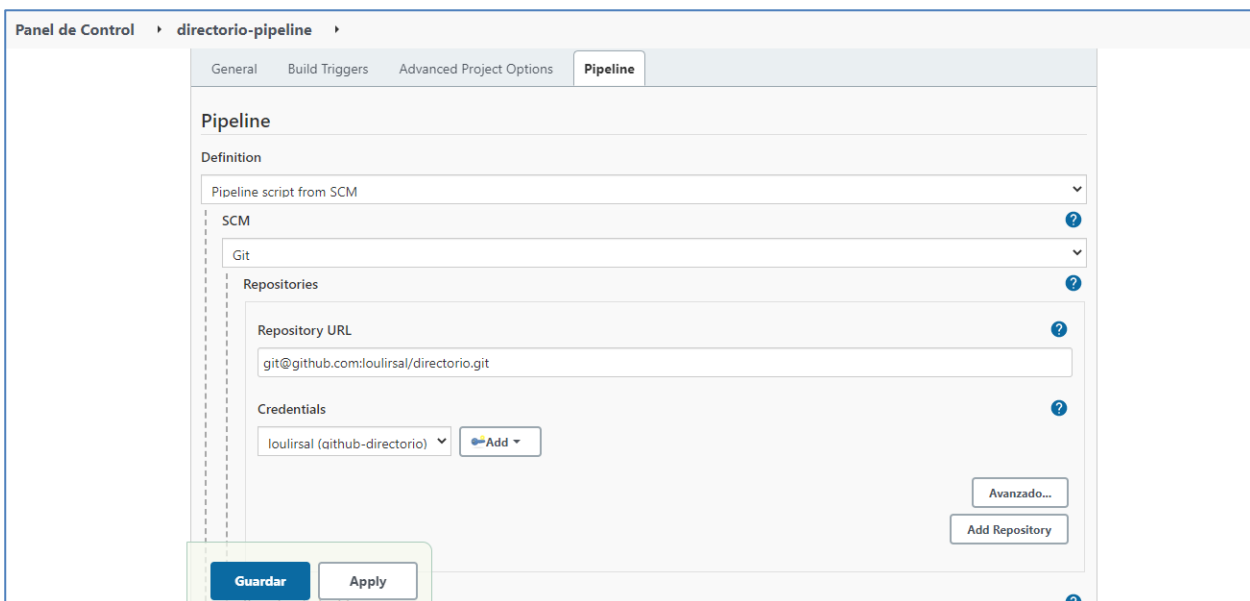 Panel de Control directorio-pipeline
General Build Triggers Advanced Project Options Pipeline
Pipeline
Definition
Pipeline script from SCM
SCM
?
Git
Repositories
?
Repository URL
?
git@github.com:loulirsal/directorio.git
Credentials
?
loulirsal (github-directorio) Add
Avanzado...
Add Repository
Guardar Apply
?